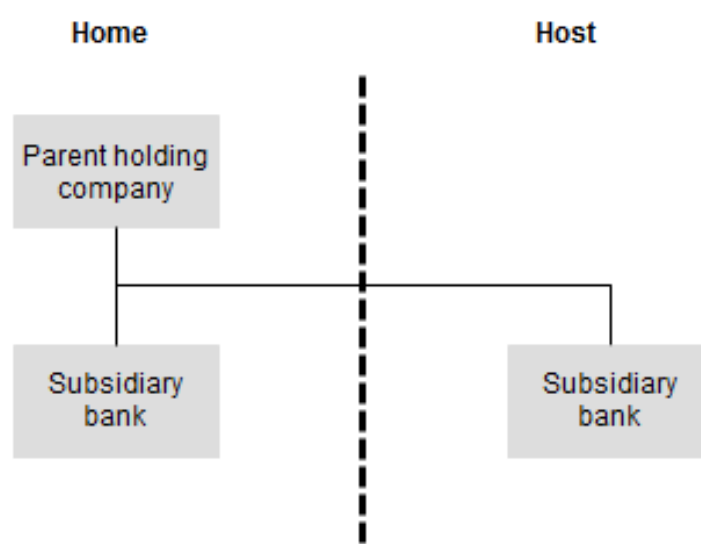 Home
Host
Parent holding
company
Subsidiary
bank
Subsidiary
bank